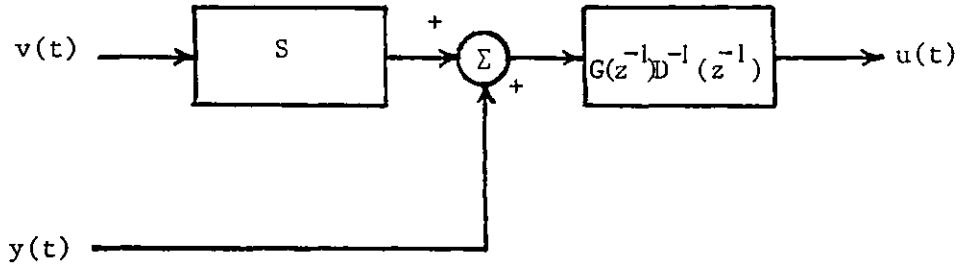 +
v(t)
S
Σ
G(z⁻¹)D⁻¹(z⁻¹)
u(t)
+
y(t)